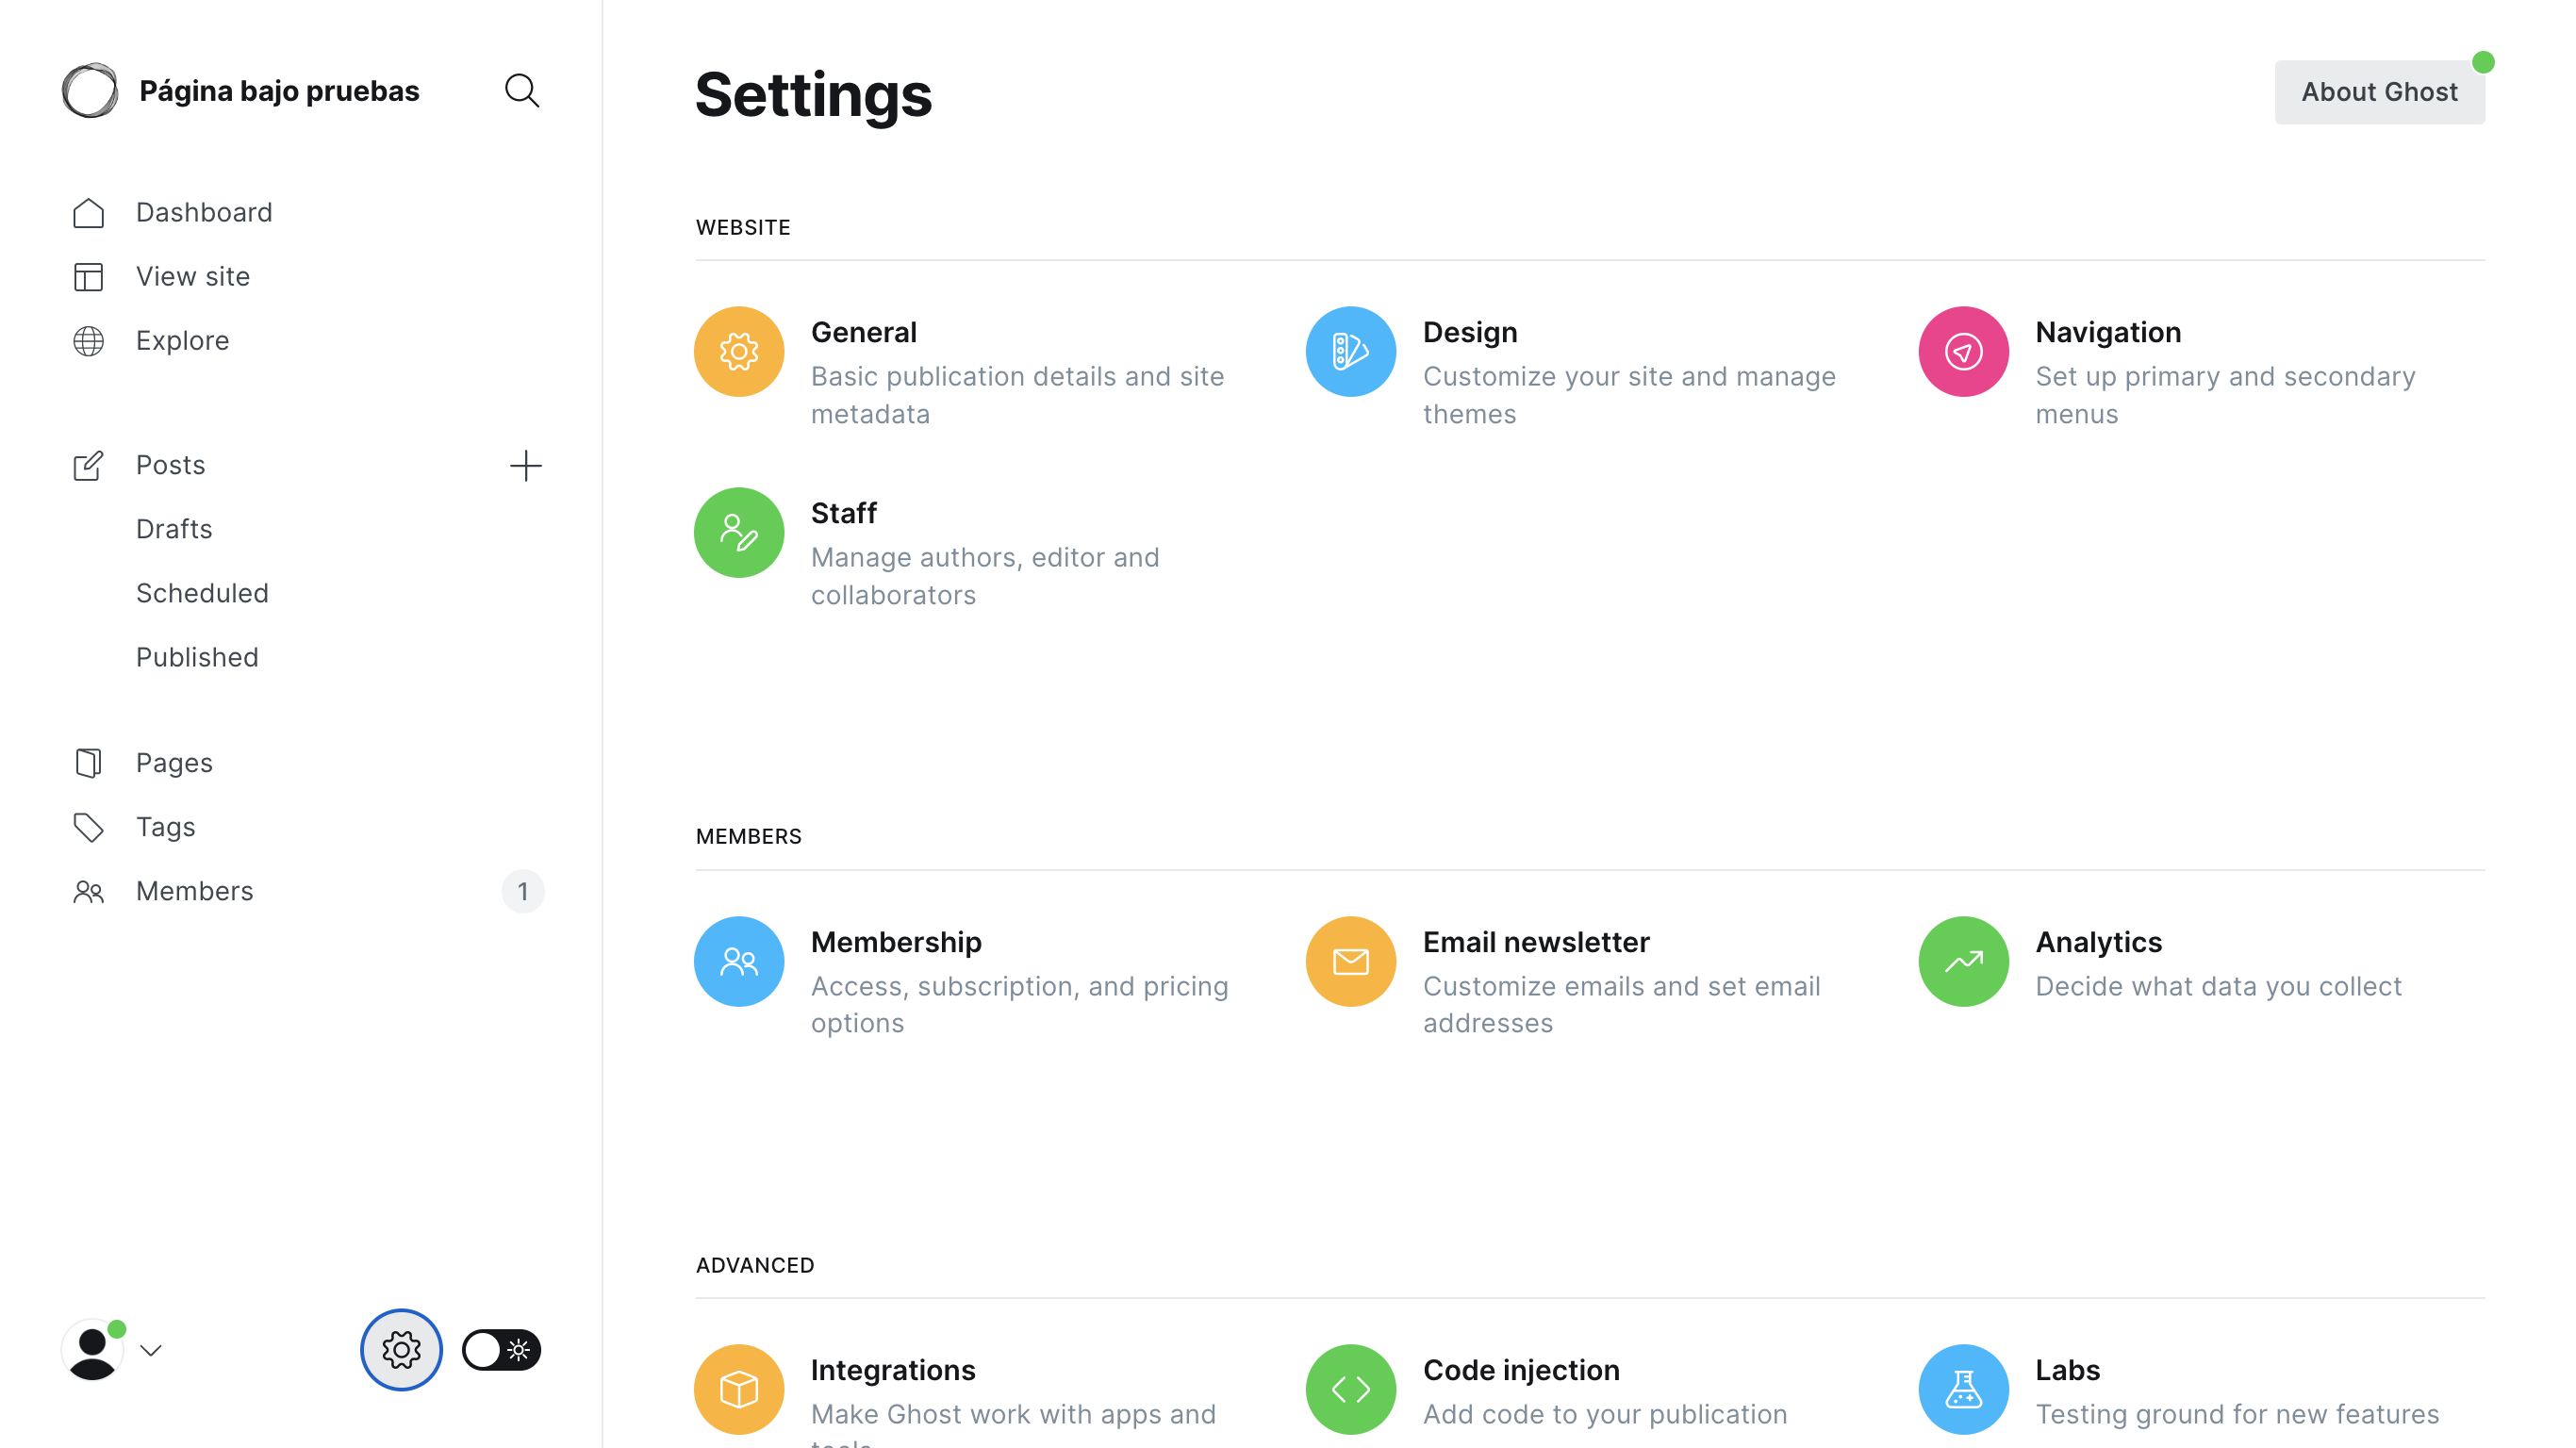 Página bajo pruebas
Dashboard
View site
Explore
Posts
Drafts
Scheduled
Published
Pages
Tags
Members
1
Settings
About Ghost
WEBSITE
General
Basic publication details and site
metadata
Design
Customize your site and manage
themes
Navigation
Set up primary and secondary
menus
Staff
Manage authors, editor and
collaborators
MEMBERS
Membership
Access, subscription, and pricing
options
Email newsletter
Customize emails and set email
addresses
Analytics
Decide what data you collect
ADVANCED
Integrations
Make Ghost work with apps and
Code injection
Add code to your publication
Labs
Testing ground for new features